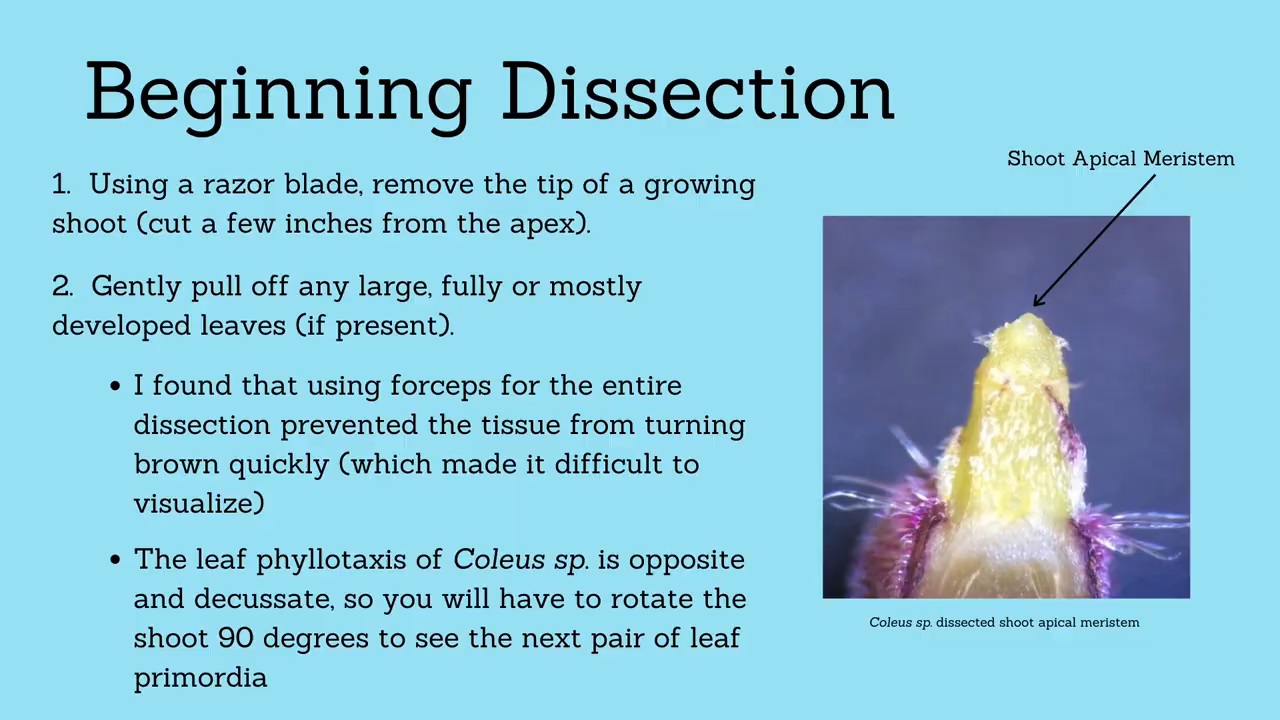 Beginning Dissection
1. Using a razor blade, remove the tip of a growing
shoot (cut a few inches from the apex).
2. Gently pull off any large, fully or mostly
developed leaves (if present).
• I found that using forceps for the entire
dissection prevented the tissue from turning
brown quickly (which made it difficult to
visualize)
• The leaf phyllotaxis of Coleus sp. is opposite
and decussate, so you will have to rotate the
shoot 90 degrees to see the next pair of leaf
primordia
Shoot Apical Meristem
Coleus sp. dissected shoot apical meristem